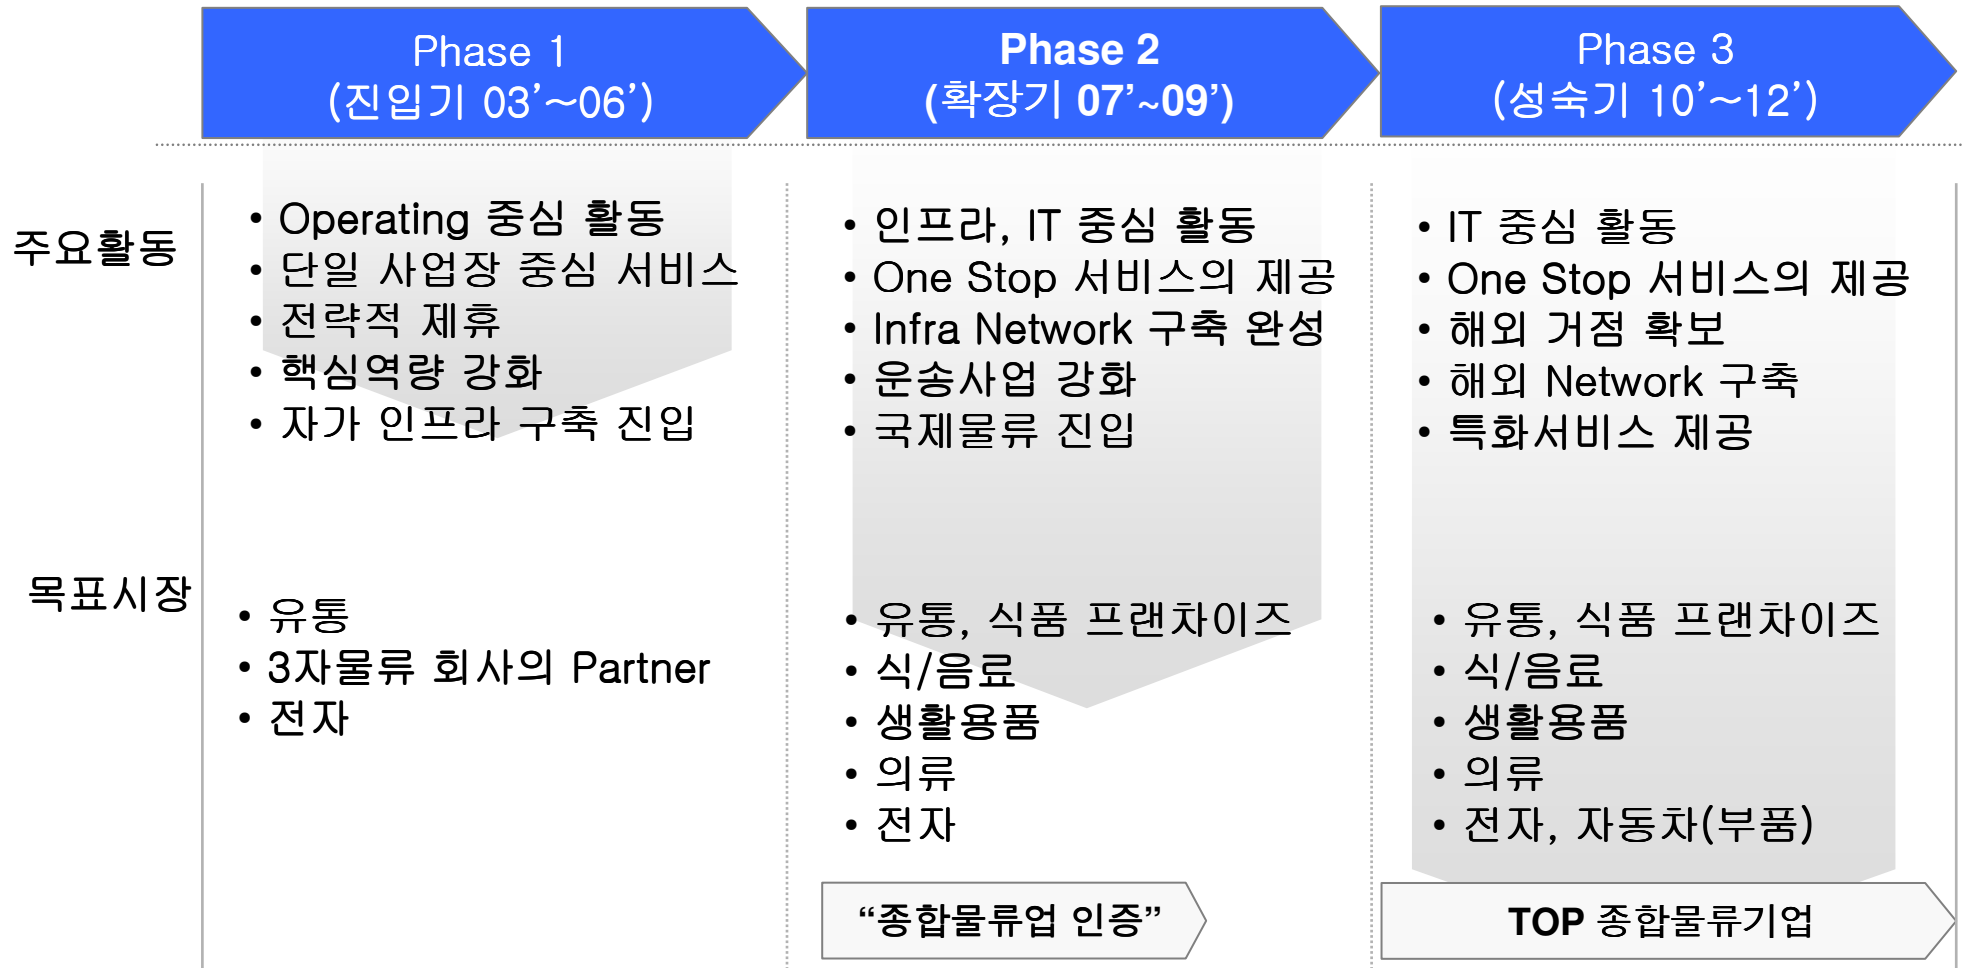 Phase 1
(진입기 03’~06’)
Phase 2
(확장기 07’~09’)
Phase 3
(성숙기 10’~12’)
주요활동
• Operating 중심 활동
• 단일 사업장 중심 서비스
• 전략적 제휴
• 핵심역량 강화
• 자가 인프라 구축 진입
• 인프라, IT 중심 활동
• One Stop 서비스의 제공
• Infra Network 구축 완성
• 운송사업 강화
• 국제물류 진입
• IT 중심 활동
• One Stop 서비스의 제공
• 해외 거점 확보
• 해외 Network 구축
• 특화서비스 제공
목표시장
• 유통
• 3자물류 회사의 Partner
• 전자
• 유통, 식품 프랜차이즈
• 식/음료
• 생활용품
• 의류
• 전자
• 유통, 식품 프랜차이즈
• 식/음료
• 생활용품
• 의류
• 전자, 자동차(부품)
“종합물류업 인증”
TOP 종합물류기업